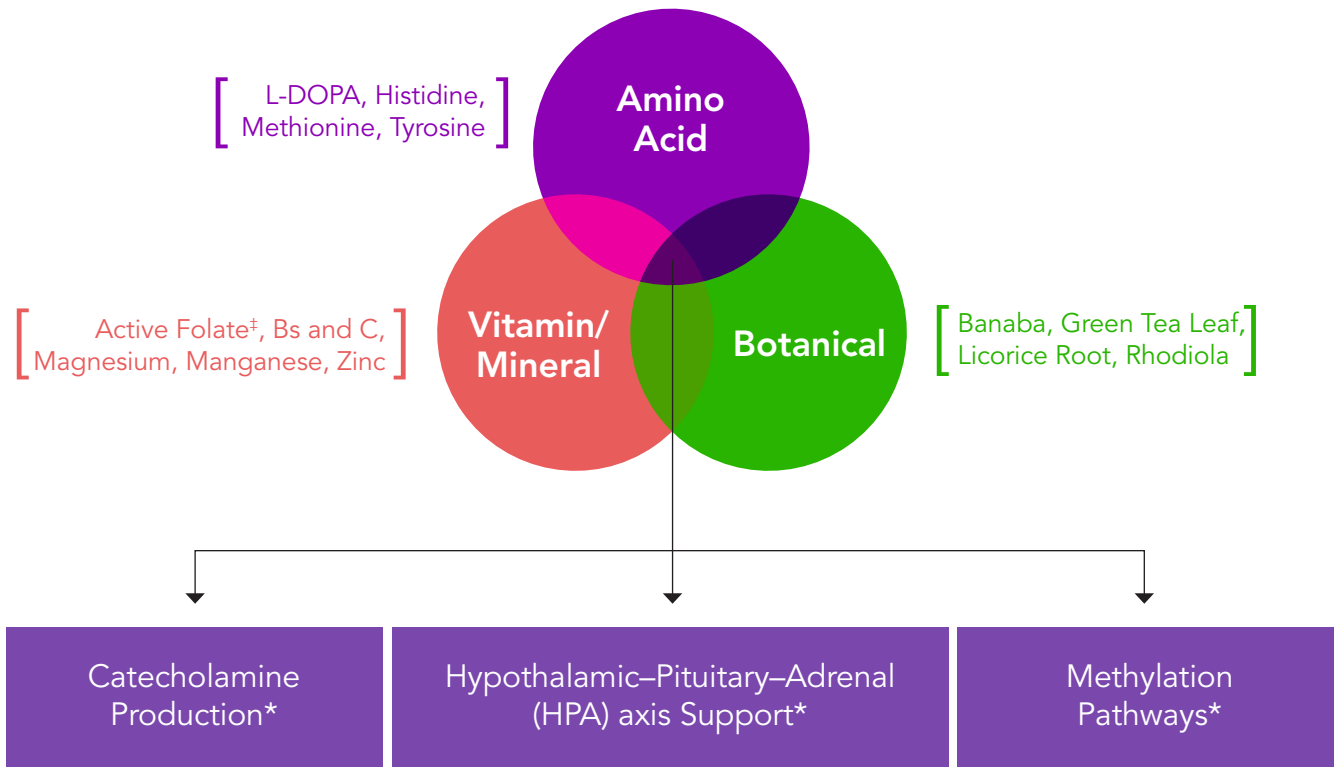 L-DOPA, Histidine,
Methionine, Tyrosine
Amino
Acid
Active Folate‡, Bs and C,
Magnesium, Manganese, Zinc
Vitamin/
Mineral
Botanical
Banaba, Green Tea Leaf,
Licorice Root, Rhodiola
Catecholamine
Production*
Hypothalamic–Pituitary–Adrenal
(HPA) axis Support*
Methylation
Pathways*